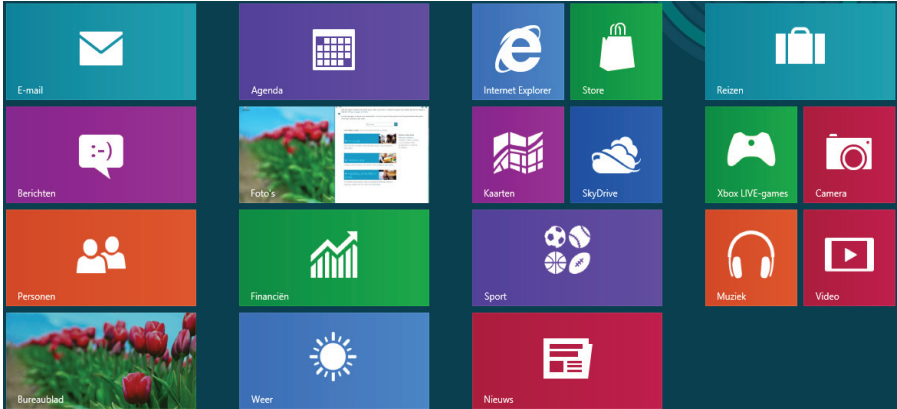 E-mail
Agenda
Internet Explorer
Store
Reizen
:-)
Berichten
Foto's
Kaarten
SkyDrive
Xbox LIVE-games
Camera
Personen
Financiën
Sport
Muziek
Video
Bureaublad
Weer
Nieuws